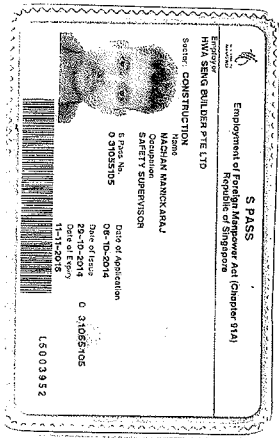 S PASS
Employment of Foreign Manpower Act (Chapter 91A)
Republic of Singapore
Employer
HWA SENG BUILDER PTE LTD
Sector: CONSTRUCTION
Name
NACHAN MANICKARAJ
Occupation
SAFETY SUPERVISOR
S Pass No.
0 31055105
Date of Application
08-10-2014
Date of Issue
29-10-2014
0 31055105
Date of Expiry
11-11-2016
L5003952